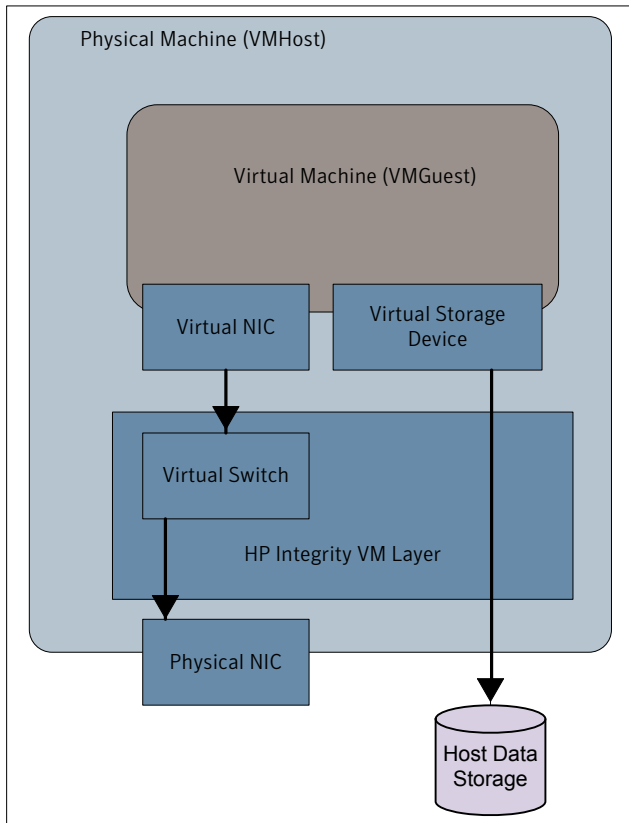 Physical Machine (VMHost)
Virtual Machine (VMGuest)
Virtual NIC
Virtual Storage
Device
Virtual Switch
HP Integrity VM Layer
Physical NIC
Host Data
Storage